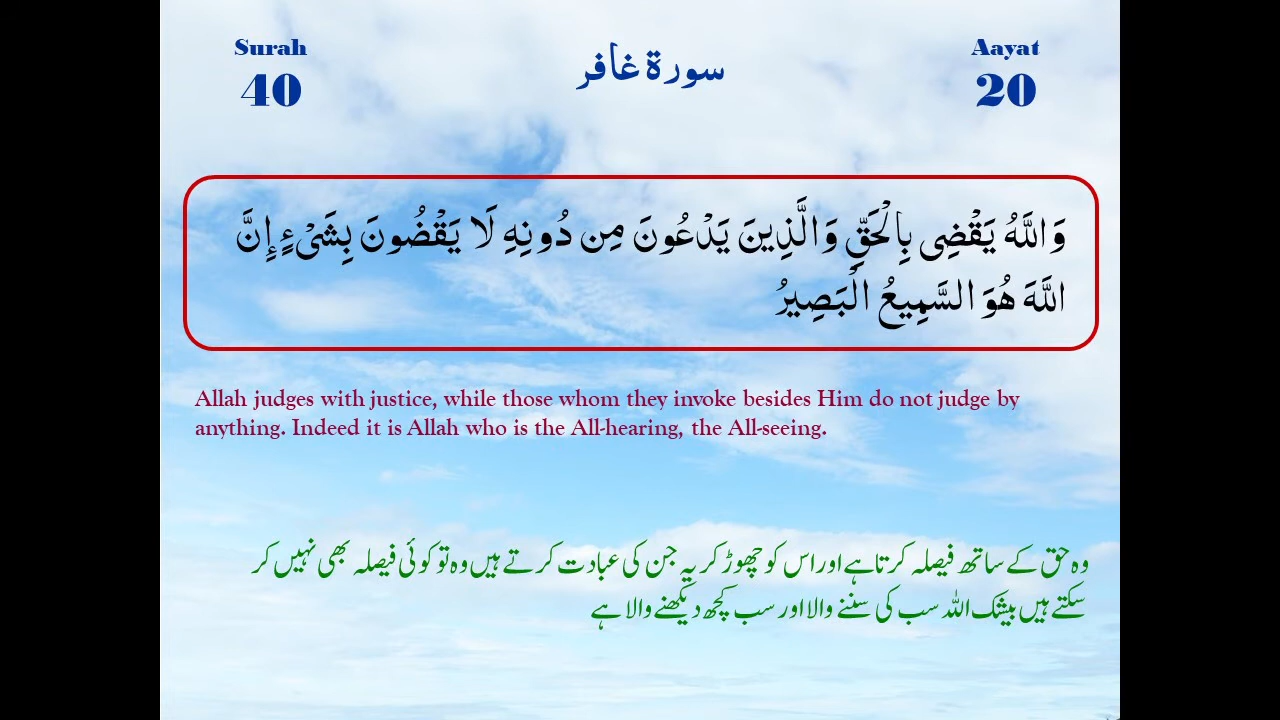 Surah
40
سورة غافر
Aayat
20
وَاللَّهُ يَقْضِي بِالْحَقِّ وَالَّذِينَ يَدْعُونَ مِن دُونِهِ لَا يَقْضُونَ بِشَيْءٍ إِنَّ
اللَّهَ هُوَ السَّمِيعُ الْبَصِيرُ
Allah judges with justice, while those whom they invoke besides Him do not judge by
anything. Indeed it is Allah who is the All-hearing, the All-seeing.
وہ حق کے ساتھ فیصلہ کرتا ہے اور اس کو چھوڑ کر یہ جن کی عبادت کرتے ہیں وہ تو کوئی فیصلہ بھی نہیں کر
سکتے ہیں بیشک اللہ سب کی سننے والا اور سب کچھ دیکھنے والا ہے